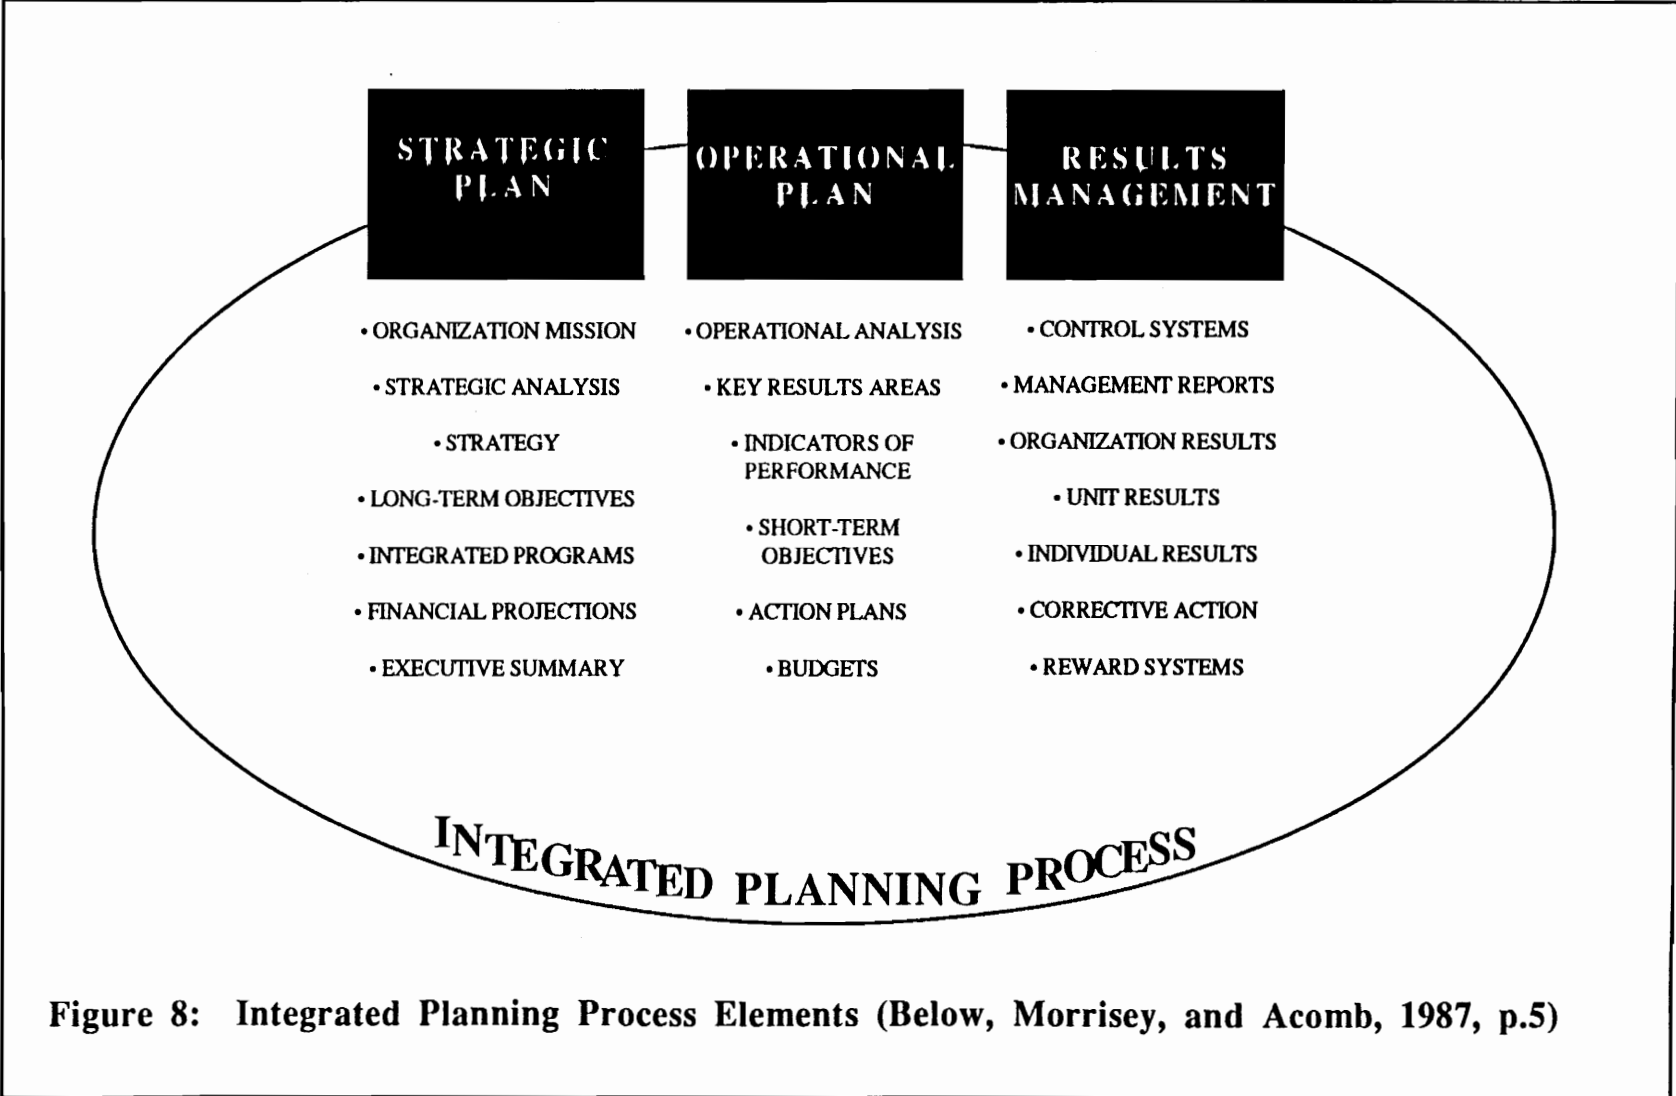 STRATEGIC
PLAN
OPERATIONAL
PLAN
RESULTS
MANAGEMENT
• ORGANIZATION MISSION
• STRATEGIC ANALYSIS
• STRATEGY
• LONG-TERM OBJECTIVES
• INTEGRATED PROGRAMS
• FINANCIAL PROJECTIONS
• EXECUTIVE SUMMARY
• OPERATIONAL ANALYSIS
• KEY RESULTS AREAS
• INDICATORS OF
PERFORMANCE
• SHORT-TERM
OBJECTIVES
• ACTION PLANS
• BUDGETS
• CONTROL SYSTEMS
• MANAGEMENT REPORTS
• ORGANIZATION RESULTS
• UNIT RESULTS
• INDIVIDUAL RESULTS
• CORRECTIVE ACTION
• REWARD SYSTEMS
INTEGRATED PLANNING PROCESS
Figure 8: Integrated Planning Process Elements (Below, Morrisey, and Acomb, 1987, p.5)